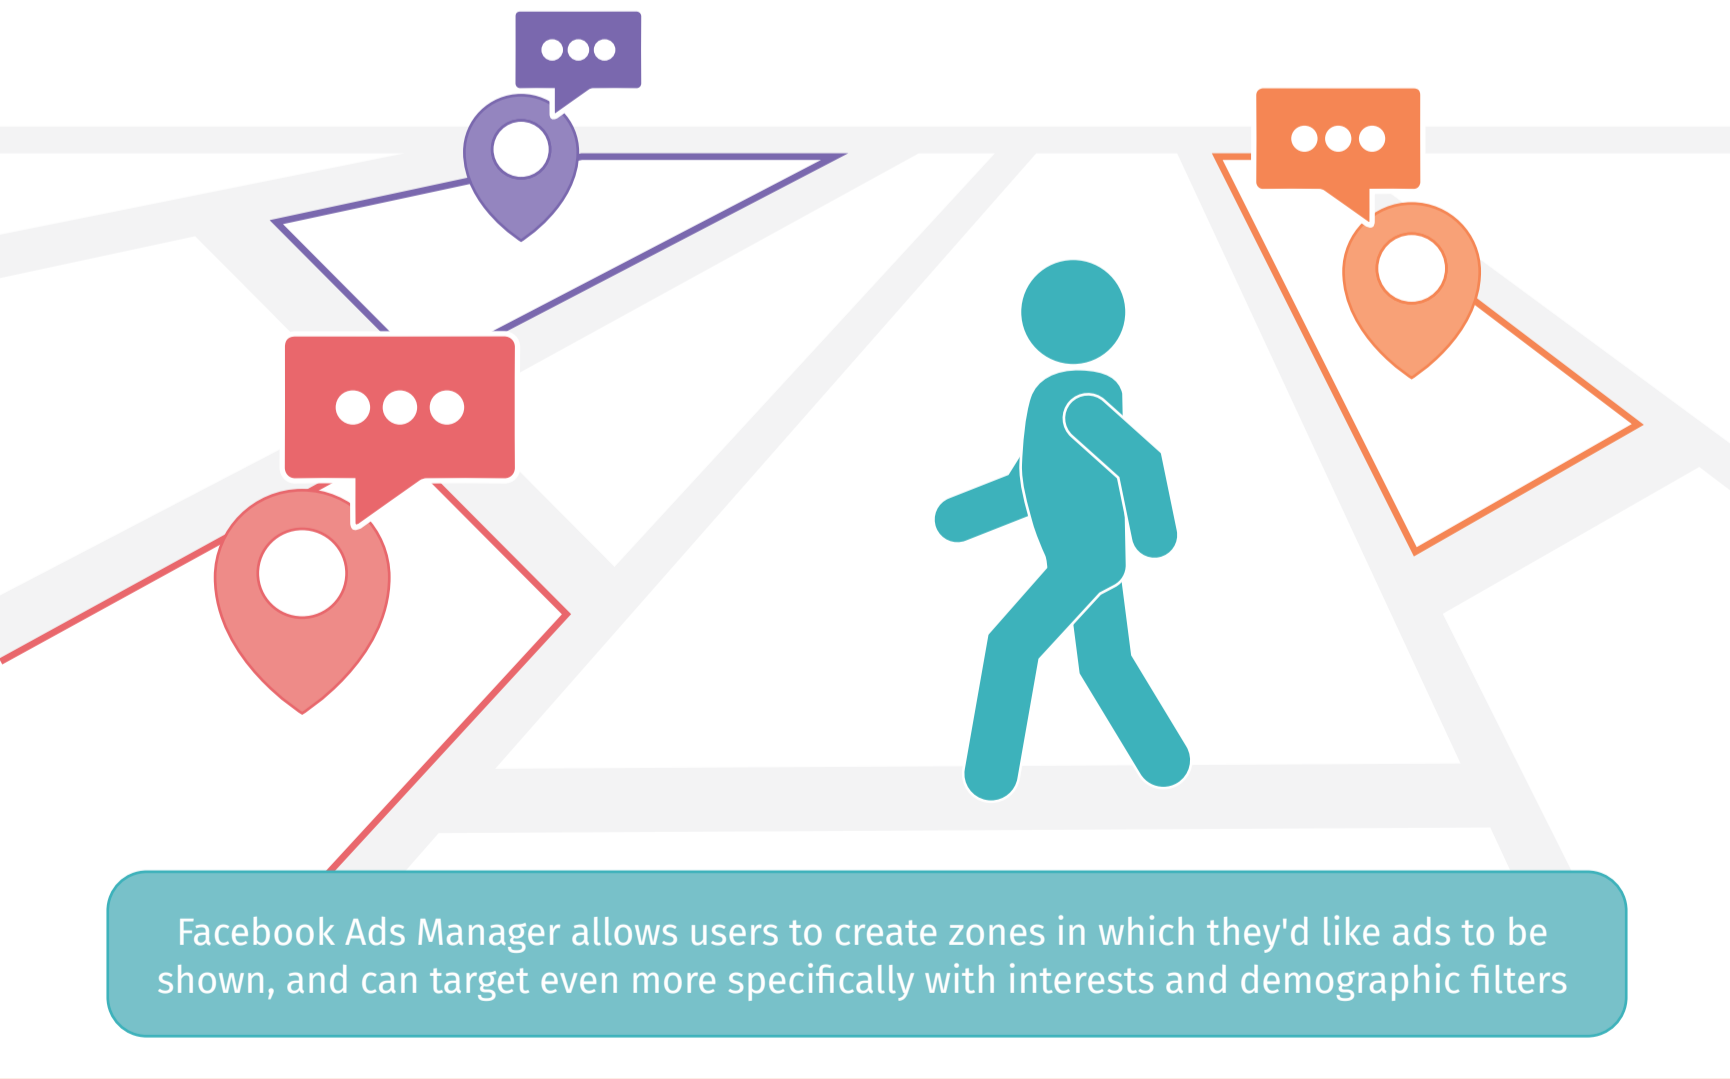 Facebook Ads Manager allows users to create zones in which they'd like ads to be
shown, and can target even more specifically with interests and demographic filters